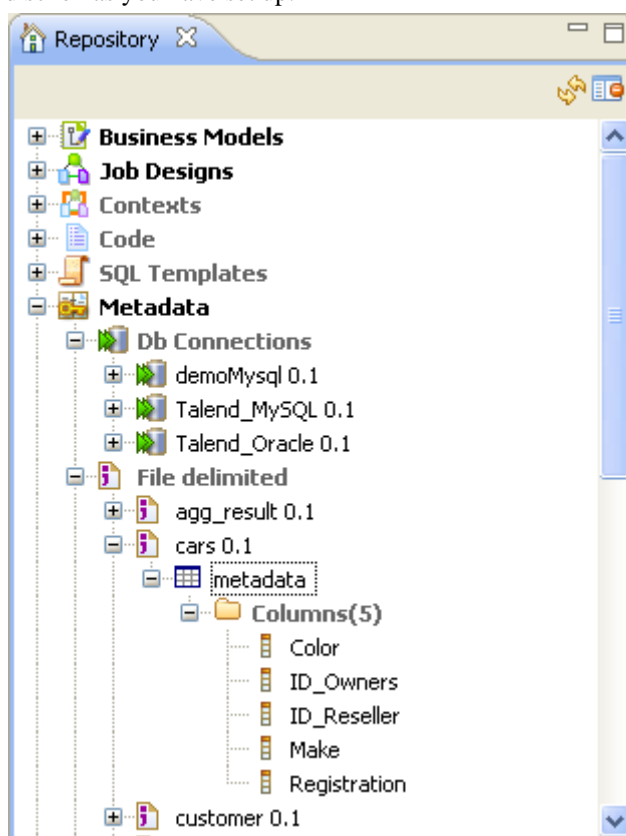 Repository
Business Models
Job Designs
Contexts
Code
SQL Templates
Metadata
Db Connections
demoMysql 0.1
Talend_MySQL 0.1
Talend_Oracle 0.1
File delimited
agg_result 0.1
cars 0.1
metadata
Columns(5)
Color
ID_Owners
ID_Reseller
Make
Registration
customer 0.1